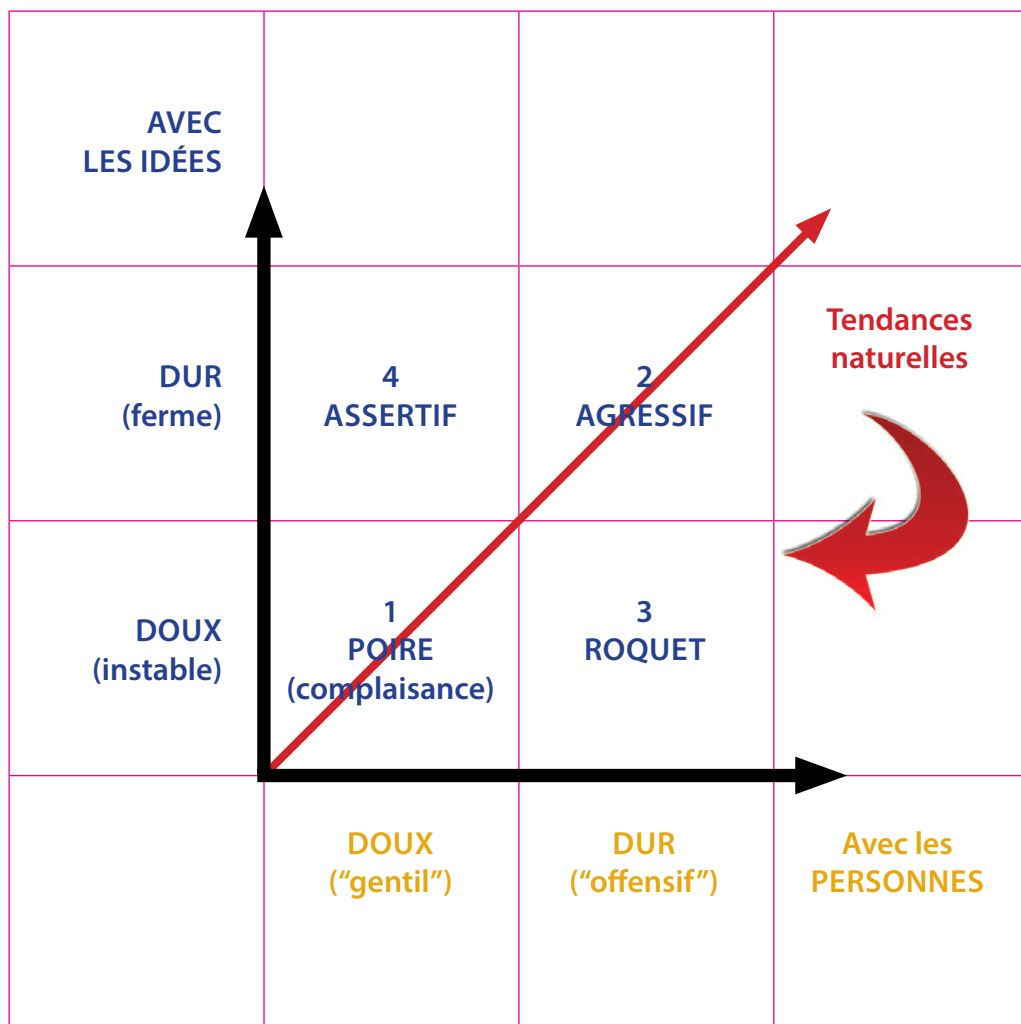 AVEC
LES IDÉES
Tendances
naturelles
DUR
(ferme)
4
ASSERTIF
2
AGRESSIF
DOUX
(instable)
1
POIRE
(complaisance)
3
ROQUET
DOUX
(“gentil”)
DUR
(“offensif”)
Avec les
PERSONNES